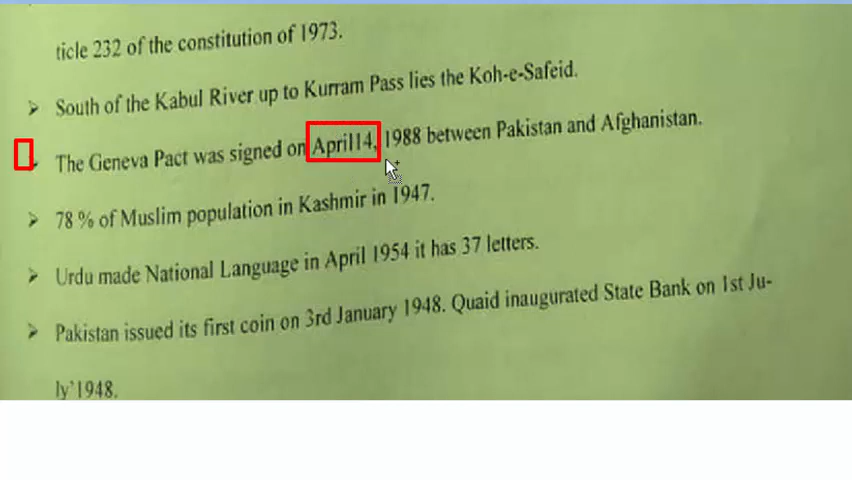 ticle 232 of the constitution of 1973.
South of the Kabul River up to Kurram Pass lies the Koh-e-Safeid.
The Geneva Pact was signed on April14, 1988 between Pakistan and Afghanistan.
78 % of Muslim population in Kashmir in 1947.
Urdu made National Language in April 1954 it has 37 letters.
Pakistan issued its first coin on 3rd January 1948. Quaid inaugurated State Bank on 1st Ju-
ly'1948.